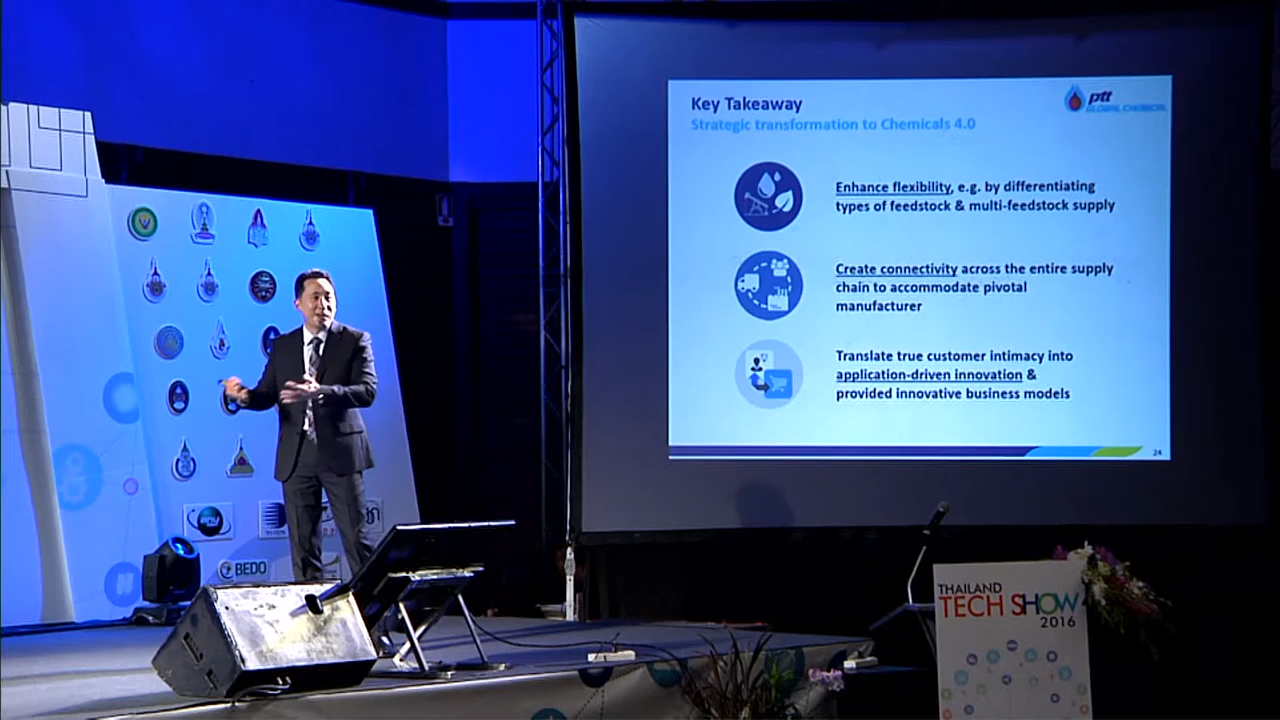 Key Takeaway
Strategic transformation to Chemicals 4.0
ptt
GLOBAL CHEMICAL
Enhance flexibility, e.g. by differentiating
types of feedstock & multi-feedstock supply
Create connectivity across the entire supply
chain to accommodate pivotal
manufacturer
Translate true customer intimacy into
application-driven innovation &
provided innovative business models
24
BEDO
THAILAND
TECH SHOW
2016